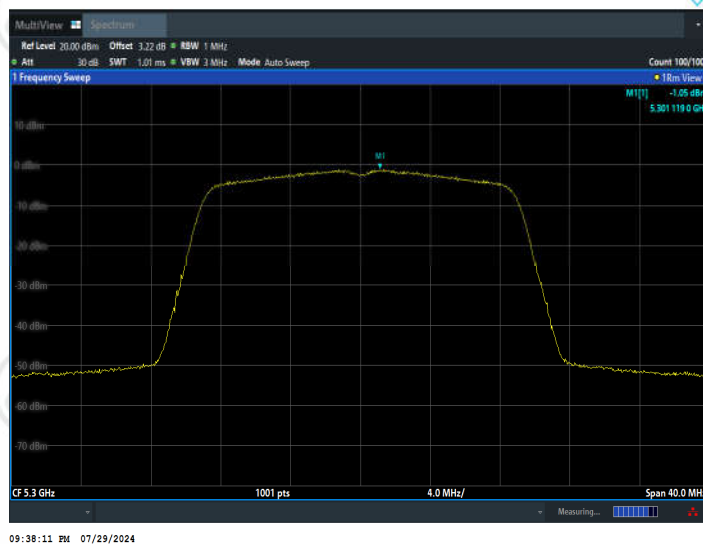 MultiView Spectrum
Ref Level 20.00 dBm Offset 3.22 dB RBW 1 MHz
Att 30 dB SWT 1.01 ms VBW 3 MHz Mode Auto Sweep Count 100/100
1 Frequency Sweep 1Rm View
M1[1] -1.05 dBm
5.301 119 0 GH
10 dBm
M1
0 dBm
-10 dBm
-20 dBm
-30 dBm
-40 dBm
-50 dBm
-60 dBm
-70 dBm
CF 5.3 GHz 1001 pts 4.0 MHz/ Span 40.0 MH
Measuring...
09:38:11 PM 07/29/2024